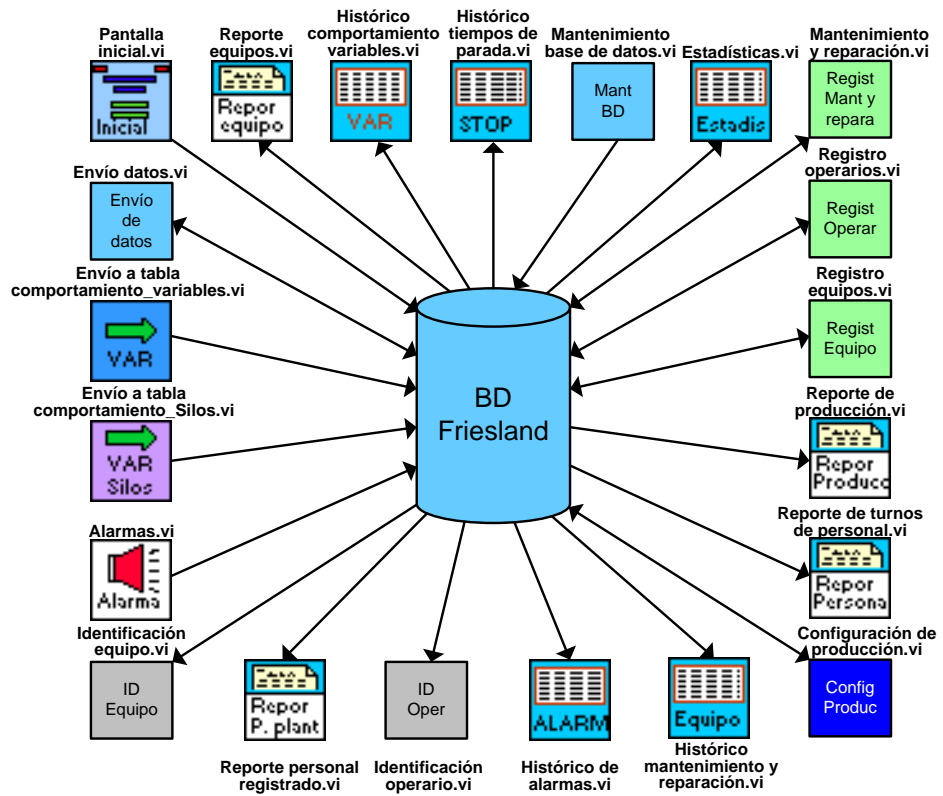 Pantalla
inicial.vi
Inicial
Reporte
equipos.vi
Repor
equipo
Histórico
comportamiento
variables.vi
VAR
Histórico
tiempos de
parada.vi
STOP
Mantenimiento
base de datos.vi
Mant
BD
Estadísticas.vi
Estadis
Mantenimiento
y reparación.vi
Regist
Mant y
repara
Envío datos.vi
Envío
de
datos
Registro
operarios.vi
Regist
Operar
Envío a tabla
comportamiento_variables.vi
VAR
Registro
equipos.vi
Regist
Equipo
BD
Friesland
Envío a tabla
comportamiento_Silos.vi
VAR
Silos
Reporte de
producción.vi
Repor
Producc
Alarmas.vi
Alarma
Reporte de turnos
de personal.vi
Repor
Persona
Identificación
equipo.vi
ID
Equipo
Repor
P. plant
Reporte personal
registrado.vi
ID
Oper
Identificación
operario.vi
ALARM
Histórico de
alarmas.vi
Equipo
Histórico
mantenimiento y
reparación.vi
Configuración de
producción.vi
Config
Produc